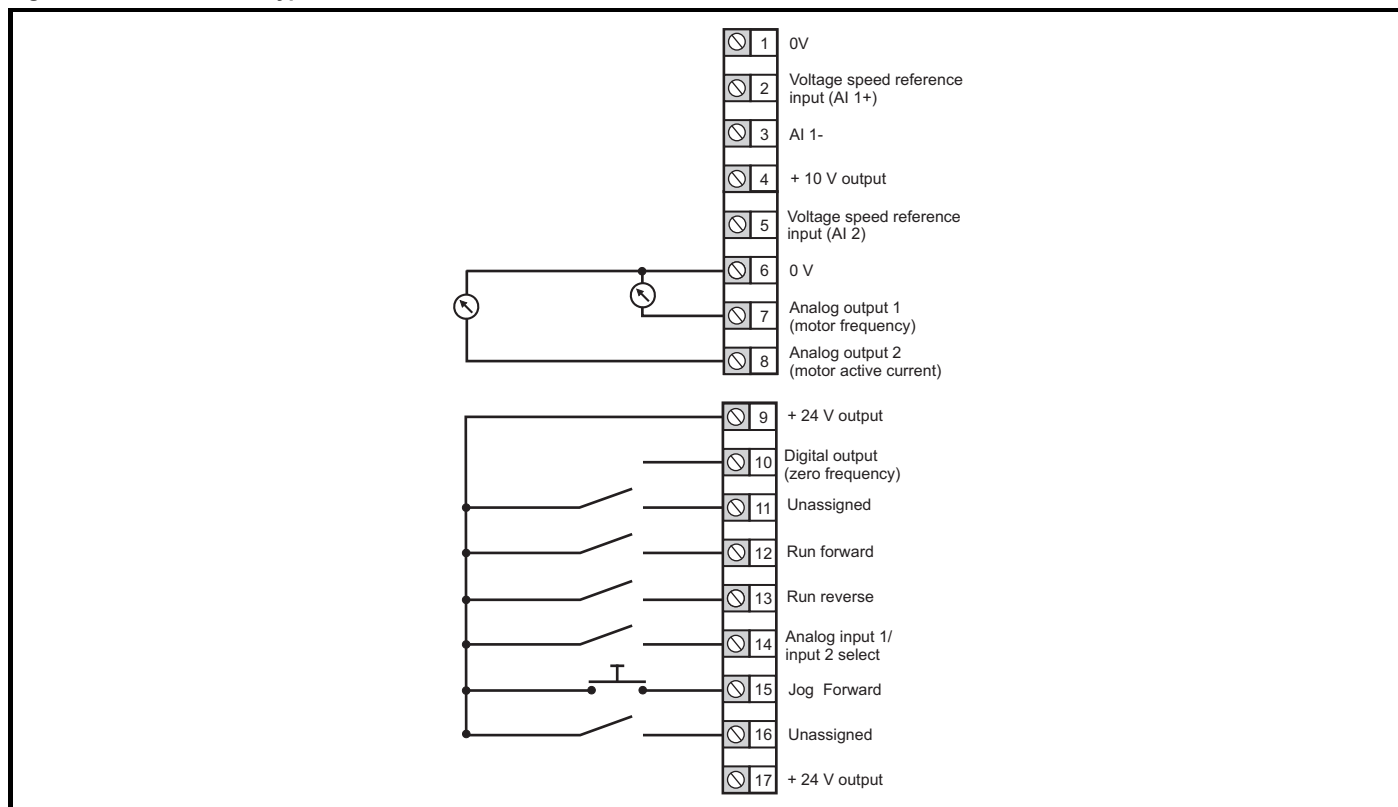 1 0V
2 Voltage speed reference
input (AI 1+)
3 AI 1-
4 + 10 V output
5 Voltage speed reference
input (AI 2)
6 0 V
7 Analog output 1
(motor frequency)
8 Analog output 2
(motor active current)
9 + 24 V output
10 Digital output
(zero frequency)
11 Unassigned
12 Run forward
13 Run reverse
14 Analog input 1/
input 2 select
15 Jog Forward
16 Unassigned
17 + 24 V output